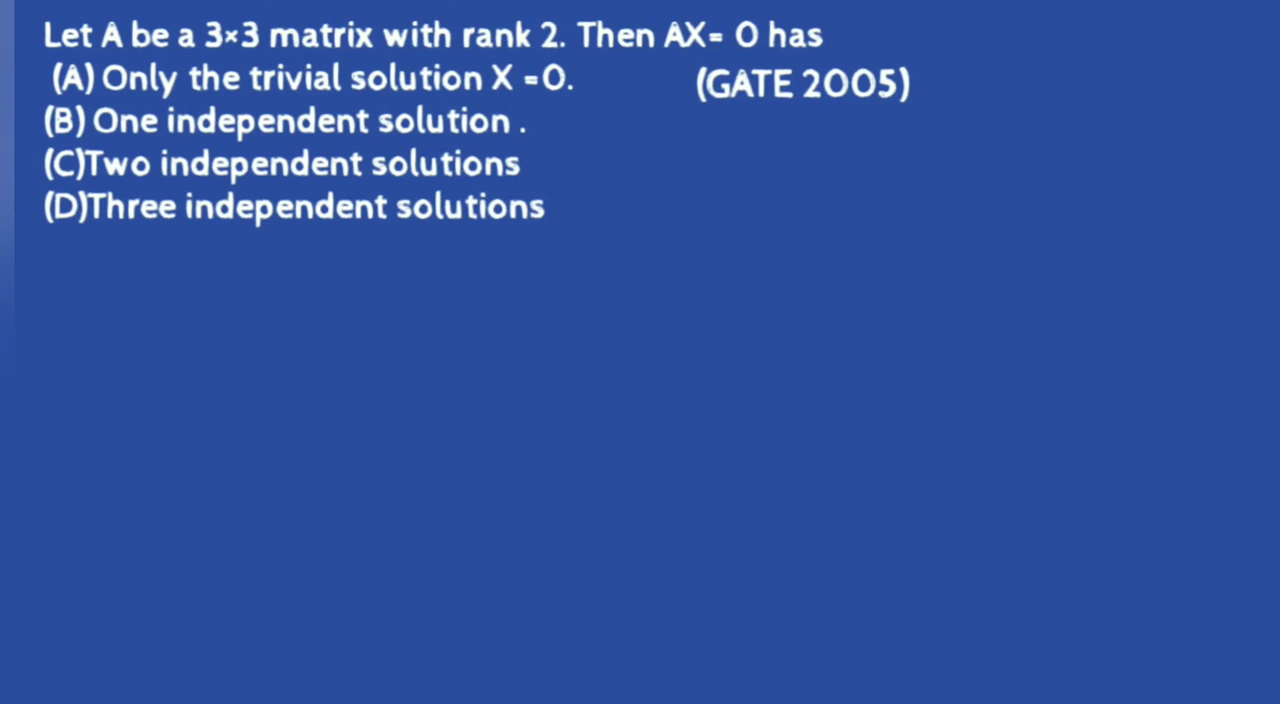 Let A be a 3×3 matrix with rank 2. Then AX= 0 has
(A) Only the trivial solution X =0. (GATE 2005)
(B) One independent solution .
(C)Two independent solutions
(D)Three independent solutions